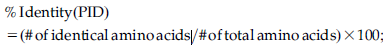 % Identity(PID)
=(# of identical amino acids/# of total amino acids)×100;